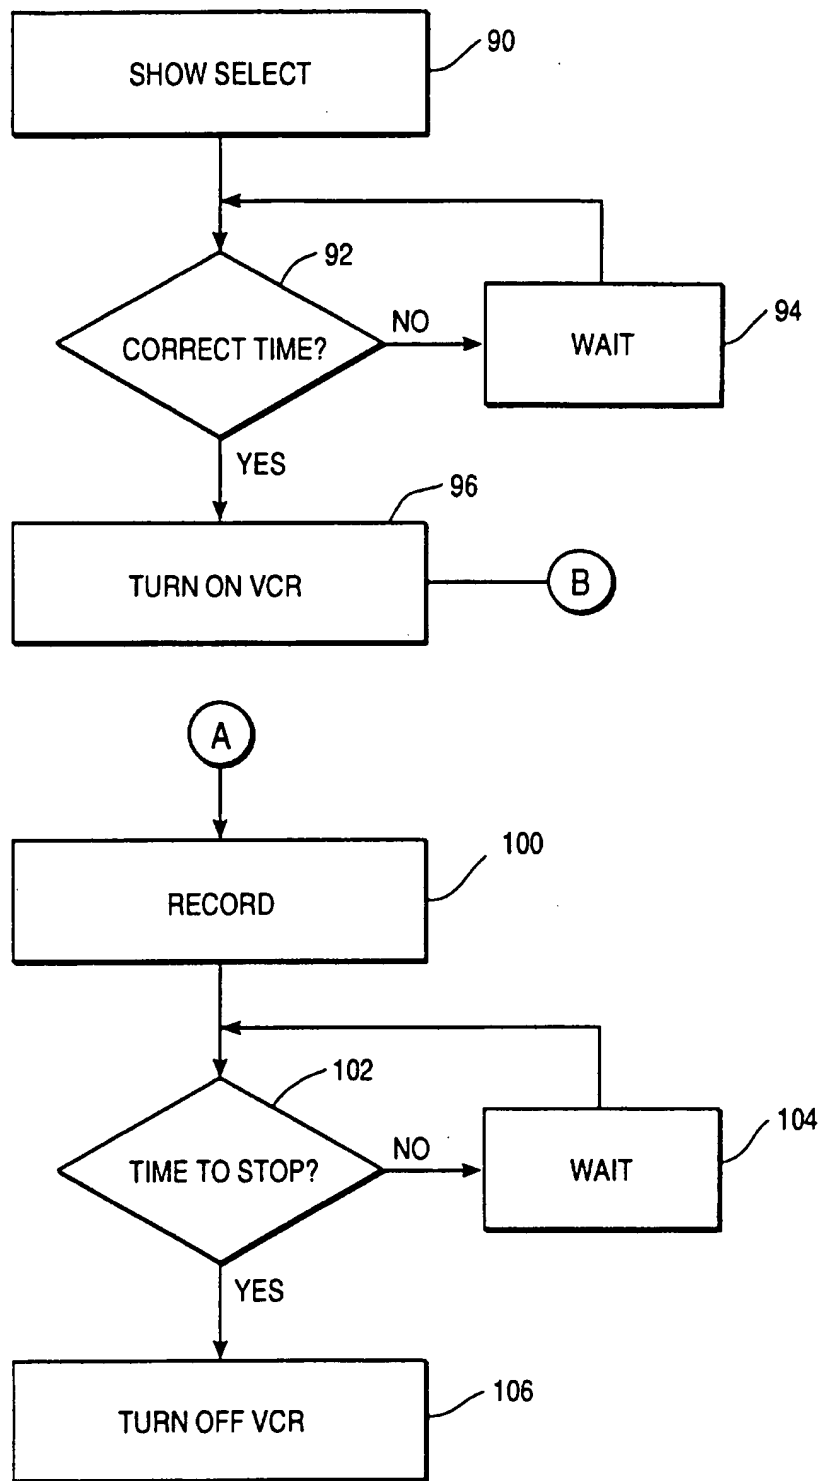 SHOW SELECT
90
92
CORRECT TIME?
NO
WAIT
94
YES
96
TURN ON VCR
B
A
RECORD
100
102
TIME TO STOP?
NO
WAIT
104
YES
TURN OFF VCR
106